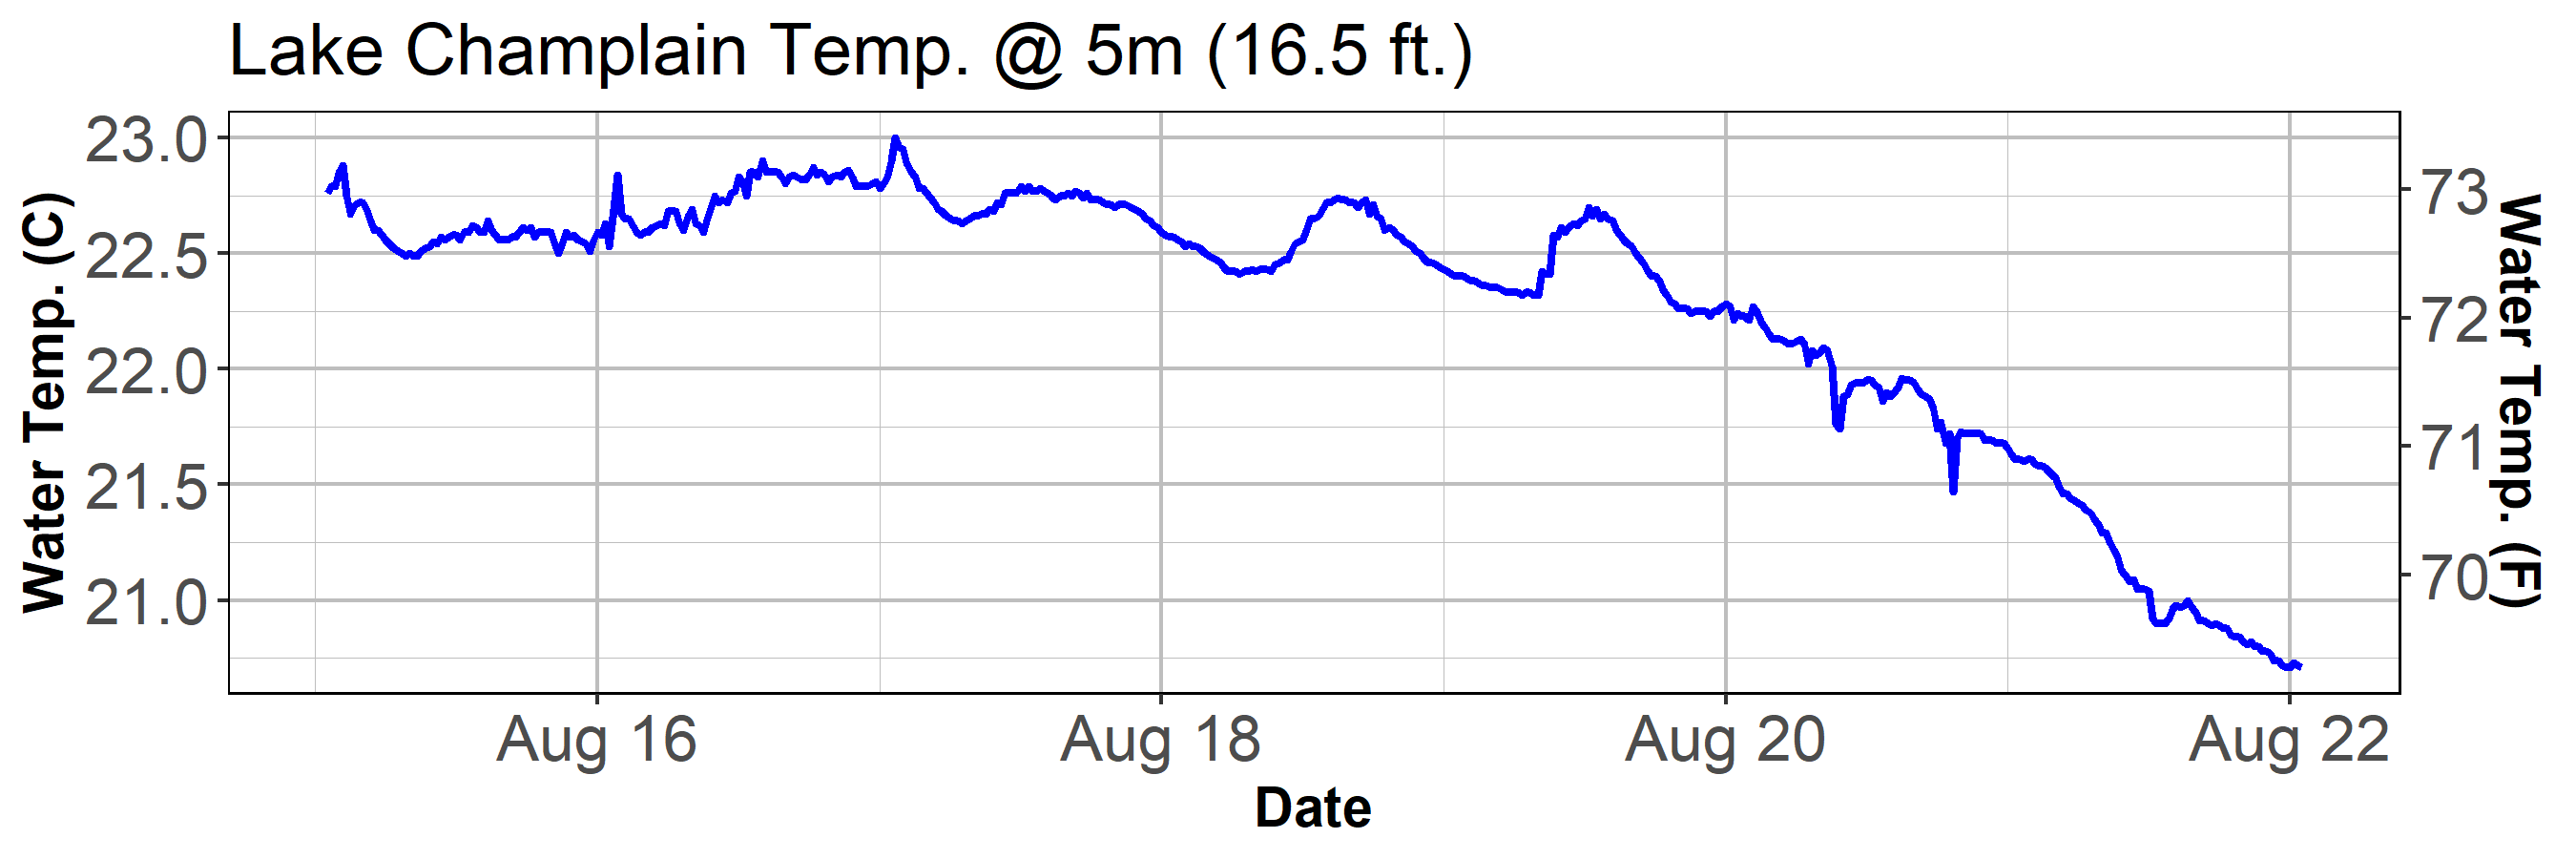 Lake Champlain Temp. @ 5m (16.5 ft.)
Water Temp. (C)
23.0
22.5
22.0
21.5
21.0
73
72
71
70
Water Temp. (F)
Aug 16
Aug 18
Aug 20
Aug 22
Date